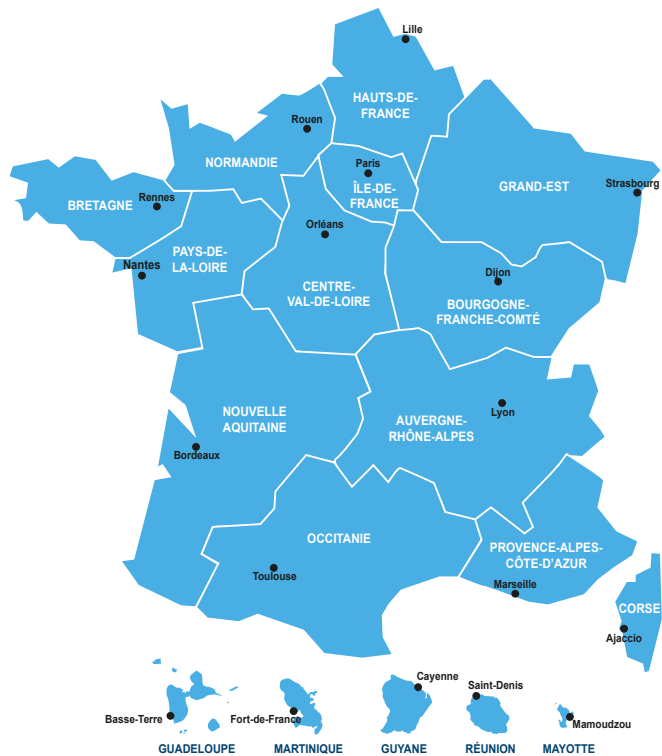 Lille
HAUTS-DE-
FRANCE
Rouen
NORMANDIE
Paris
ÎLE-DE-
FRANCE
GRAND-EST
Strasbourg
BRETAGNE
Rennes
PAYS-DE-
LA-LOIRE
Nantes
Orléans
CENTRE-
VAL-DE-LOIRE
Dijon
BOURGOGNE-
FRANCHE-COMTÉ
NOUVELLE
AQUITAINE
Bordeaux
AUVERGNE-
RHÔNE-ALPES
Lyon
OCCITANIE
Toulouse
PROVENCE-ALPES-
CÔTE-D'AZUR
Marseille
CORSE
Ajaccio
Basse-Terre
GUADELOUPE
Fort-de-France
MARTINIQUE
Cayenne
GUYANE
Saint-Denis
RÉUNION
Mamoudzou
MAYOTTE